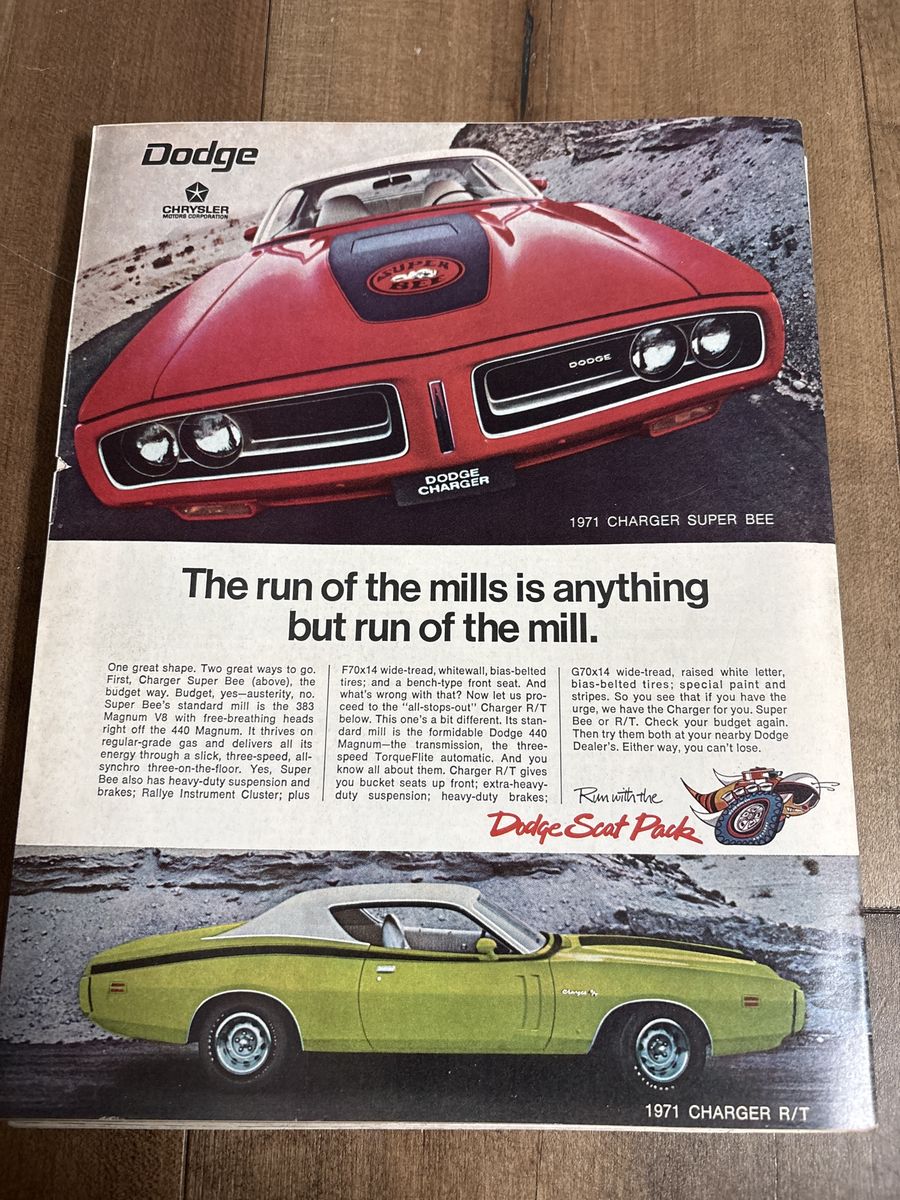 Dodge
CHRYSLER
MOTORS CORPORATION
SUPER
BEE
DODGE
DODGE
CHARGER
1971 CHARGER SUPER BEE
The run of the mills is anything
but run of the mill.
One great shape. Two great ways to go.
First, Charger Super Bee (above), the
budget way. Budget, yes—austerity, no.
Super Bee's standard mill is the 383
Magnum V8 with free-breathing heads
right off the 440 Magnum. It thrives on
regular-grade gas and delivers all its
energy through a slick, three-speed, all-
synchro three-on-the-floor. Yes, Super
Bee also has heavy-duty suspension and
brakes; Rallye Instrument Cluster; plus
F70x14 wide-tread, whitewall, bias-belted
tires; and a bench-type front seat. And
what's wrong with that? Now let us pro-
ceed to the "all-stops-out" Charger R/T
below. This one's a bit different. Its stan-
dard mill is the formidable Dodge 440
Magnum—the transmission, the three-
speed TorqueFlite automatic. And you
know all about them. Charger R/T gives
you bucket seats up front; extra-heavy-
duty suspension; heavy-duty brakes;
G70x14 wide-tread, raised white letter,
bias-belted tires; special paint and
stripes. So you see that if you have the
urge, we have the Charger for you. Super
Bee or R/T. Check your budget again.
Then try them both at your nearby Dodge
Dealer's. Either way, you can't lose.
Run with the
Dodge Scat Pack
Charger R/T
1971 CHARGER R/T